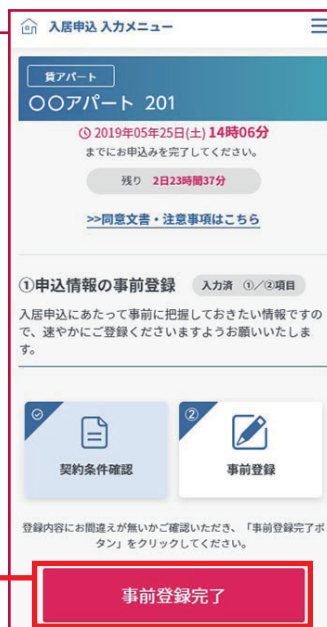 入居申込 入力メニュー
賃アパート
〇〇アパート 201
2019年05年25日(土) 14時06分
までにお申込みを完了してください。
残り 2日23時間37分
>>同意文書・注意事項はこちら
①申込情報の事前登録 入力済 ①／②項目
入居申込にあたって事前に把握しておきたい情報ですの
で、速やかにご登録くださいますようお願いいたしま
す。
②
契約条件確認 事前登録
登録内容にお間違えが無いかご確認いただき、「事前登録完了ボ
タン」をクリックしてください。
事前登録完了